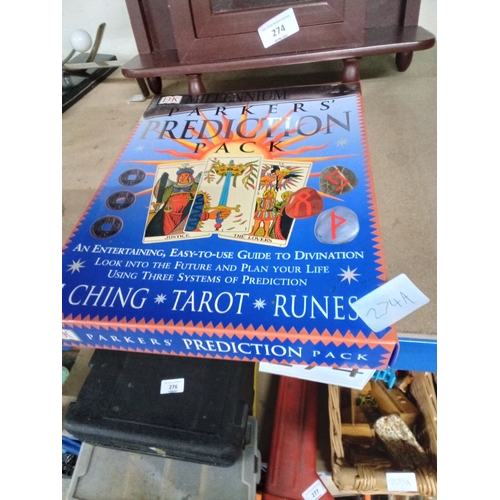 274
DK MILLENNIUM
PARKERS'
PREDICTION
PACK
JUSTICE
THE LOVERS
AN ENTERTAINING, EASY-TO-USE GUIDE TO DIVINATION
LOOK INTO THE FUTURE AND PLAN YOUR LIFE
USING THREE SYSTEMS OF PREDICTION
I CHING * TAROT * RUNES
274A
PARKERS' PREDICTION PACK
276
277